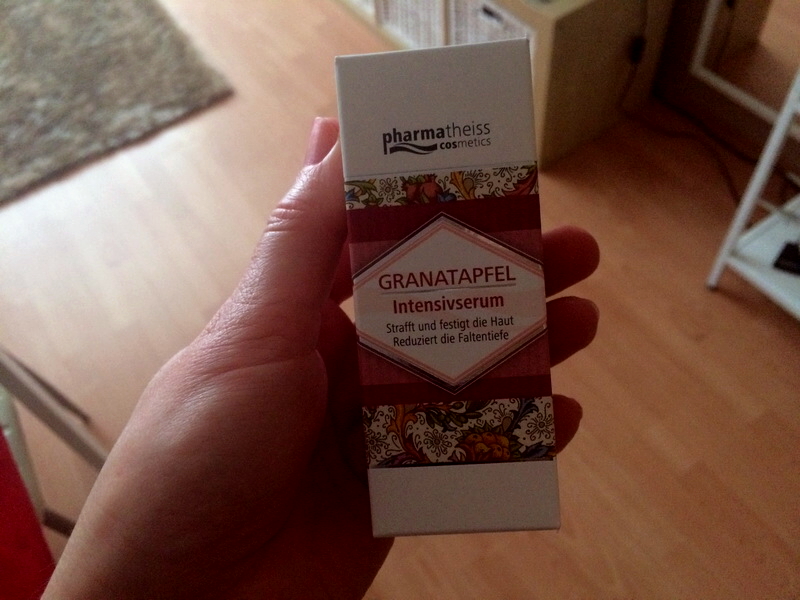 pharmatheiss
cosmetics
GRANATAPFEL
Intensivserum
Strafft und festigt die Haut
Reduziert die Faltentiefe